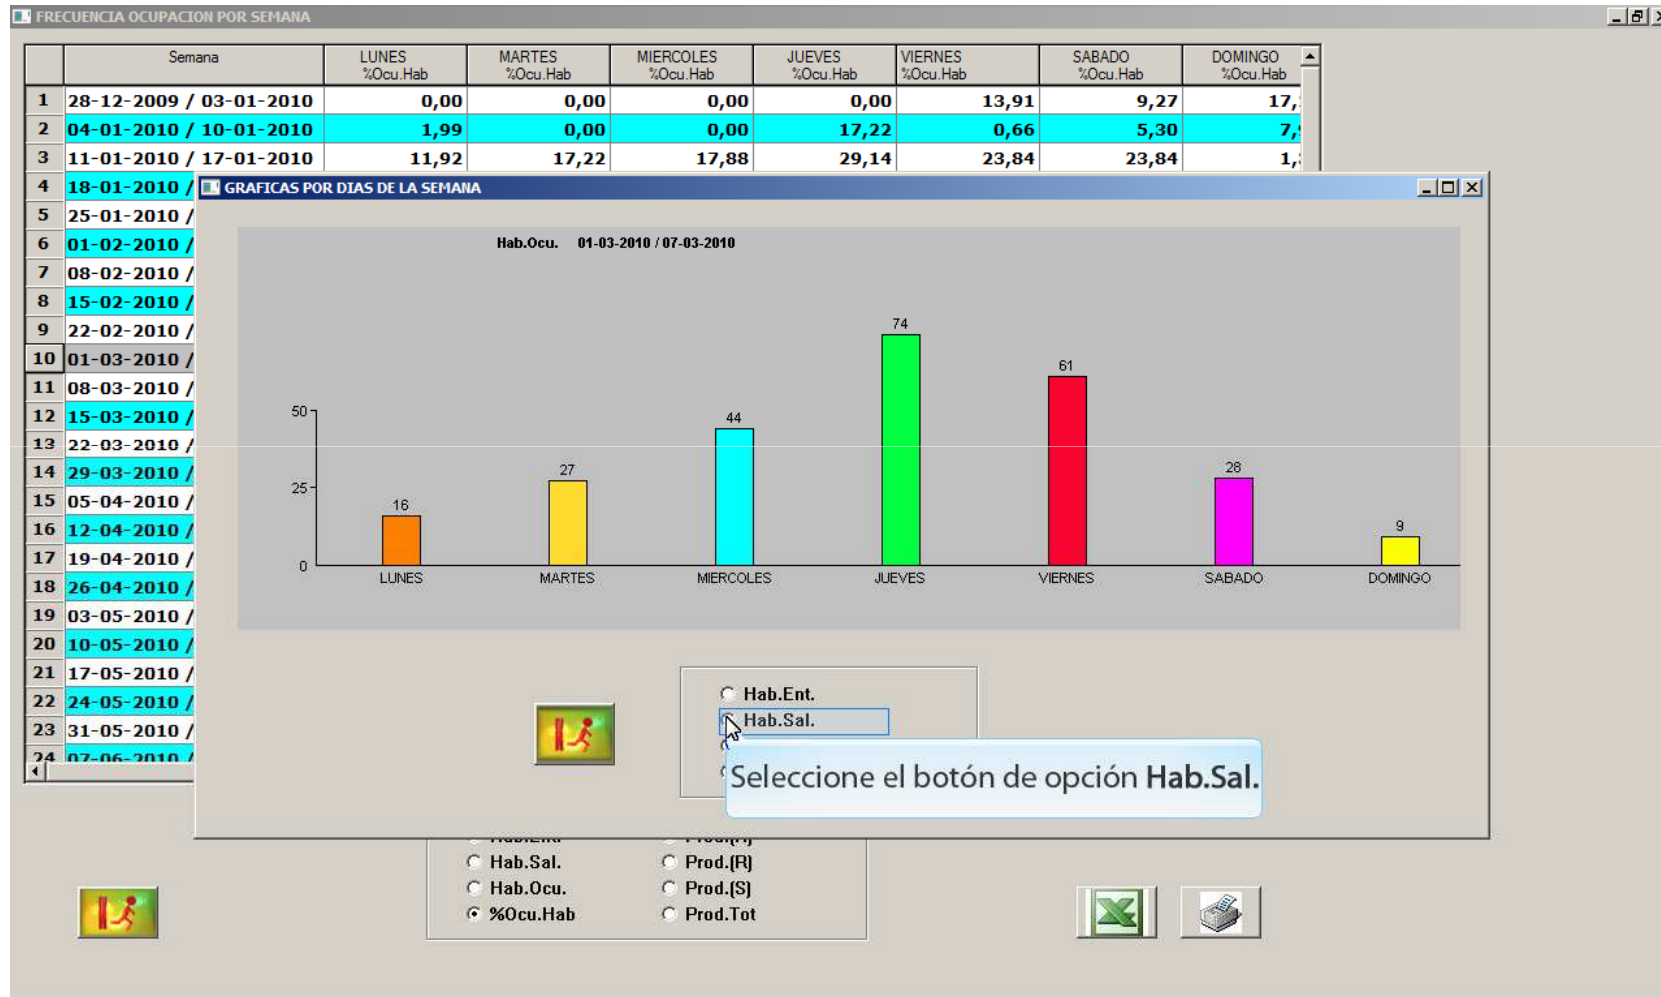 FRECUENCIA OCUPACION POR SEMANA
Semana LUNES %Ocu.Hab MARTES %Ocu.Hab MIERCOLES %Ocu.Hab JUEVES %Ocu.Hab VIERNES %Ocu.Hab SABADO %Ocu.Hab DOMINGO %Ocu.Hab
1 28-12-2009 / 03-01-2010 0,00 0,00 0,00 0,00 13,91 9,27 17,
2 04-01-2010 / 10-01-2010 1,99 0,00 0,00 17,22 0,66 5,30 7,
3 11-01-2010 / 17-01-2010 11,92 17,22 17,88 29,14 23,84 23,84 1,
4 18-01-2010 /
5 25-01-2010 /
6 01-02-2010 /
7 08-02-2010 /
8 15-02-2010 /
9 22-02-2010 /
10 01-03-2010 /
11 08-03-2010 /
12 15-03-2010 /
13 22-03-2010 /
14 29-03-2010 /
15 05-04-2010 /
16 12-04-2010 /
17 19-04-2010 /
18 26-04-2010 /
19 03-05-2010 /
20 10-05-2010 /
21 17-05-2010 /
22 24-05-2010 /
23 31-05-2010 /
24 07-06-2010 /
GRAFICAS POR DIAS DE LA SEMANA
Hab.Ocu. 01-03-2010 / 07-03-2010
74
61
50
44
27
28
25
16
9
0
LUNES MARTES MIERCOLES JUEVES VIERNES SABADO DOMINGO
Hab.Ent.
Hab.Sal.
Seleccione el botón de opción Hab.Sal.
Hab.Sal. Prod.(R)
Hab.Ocu. Prod.(S)
%Ocu.Hab Prod.Tot